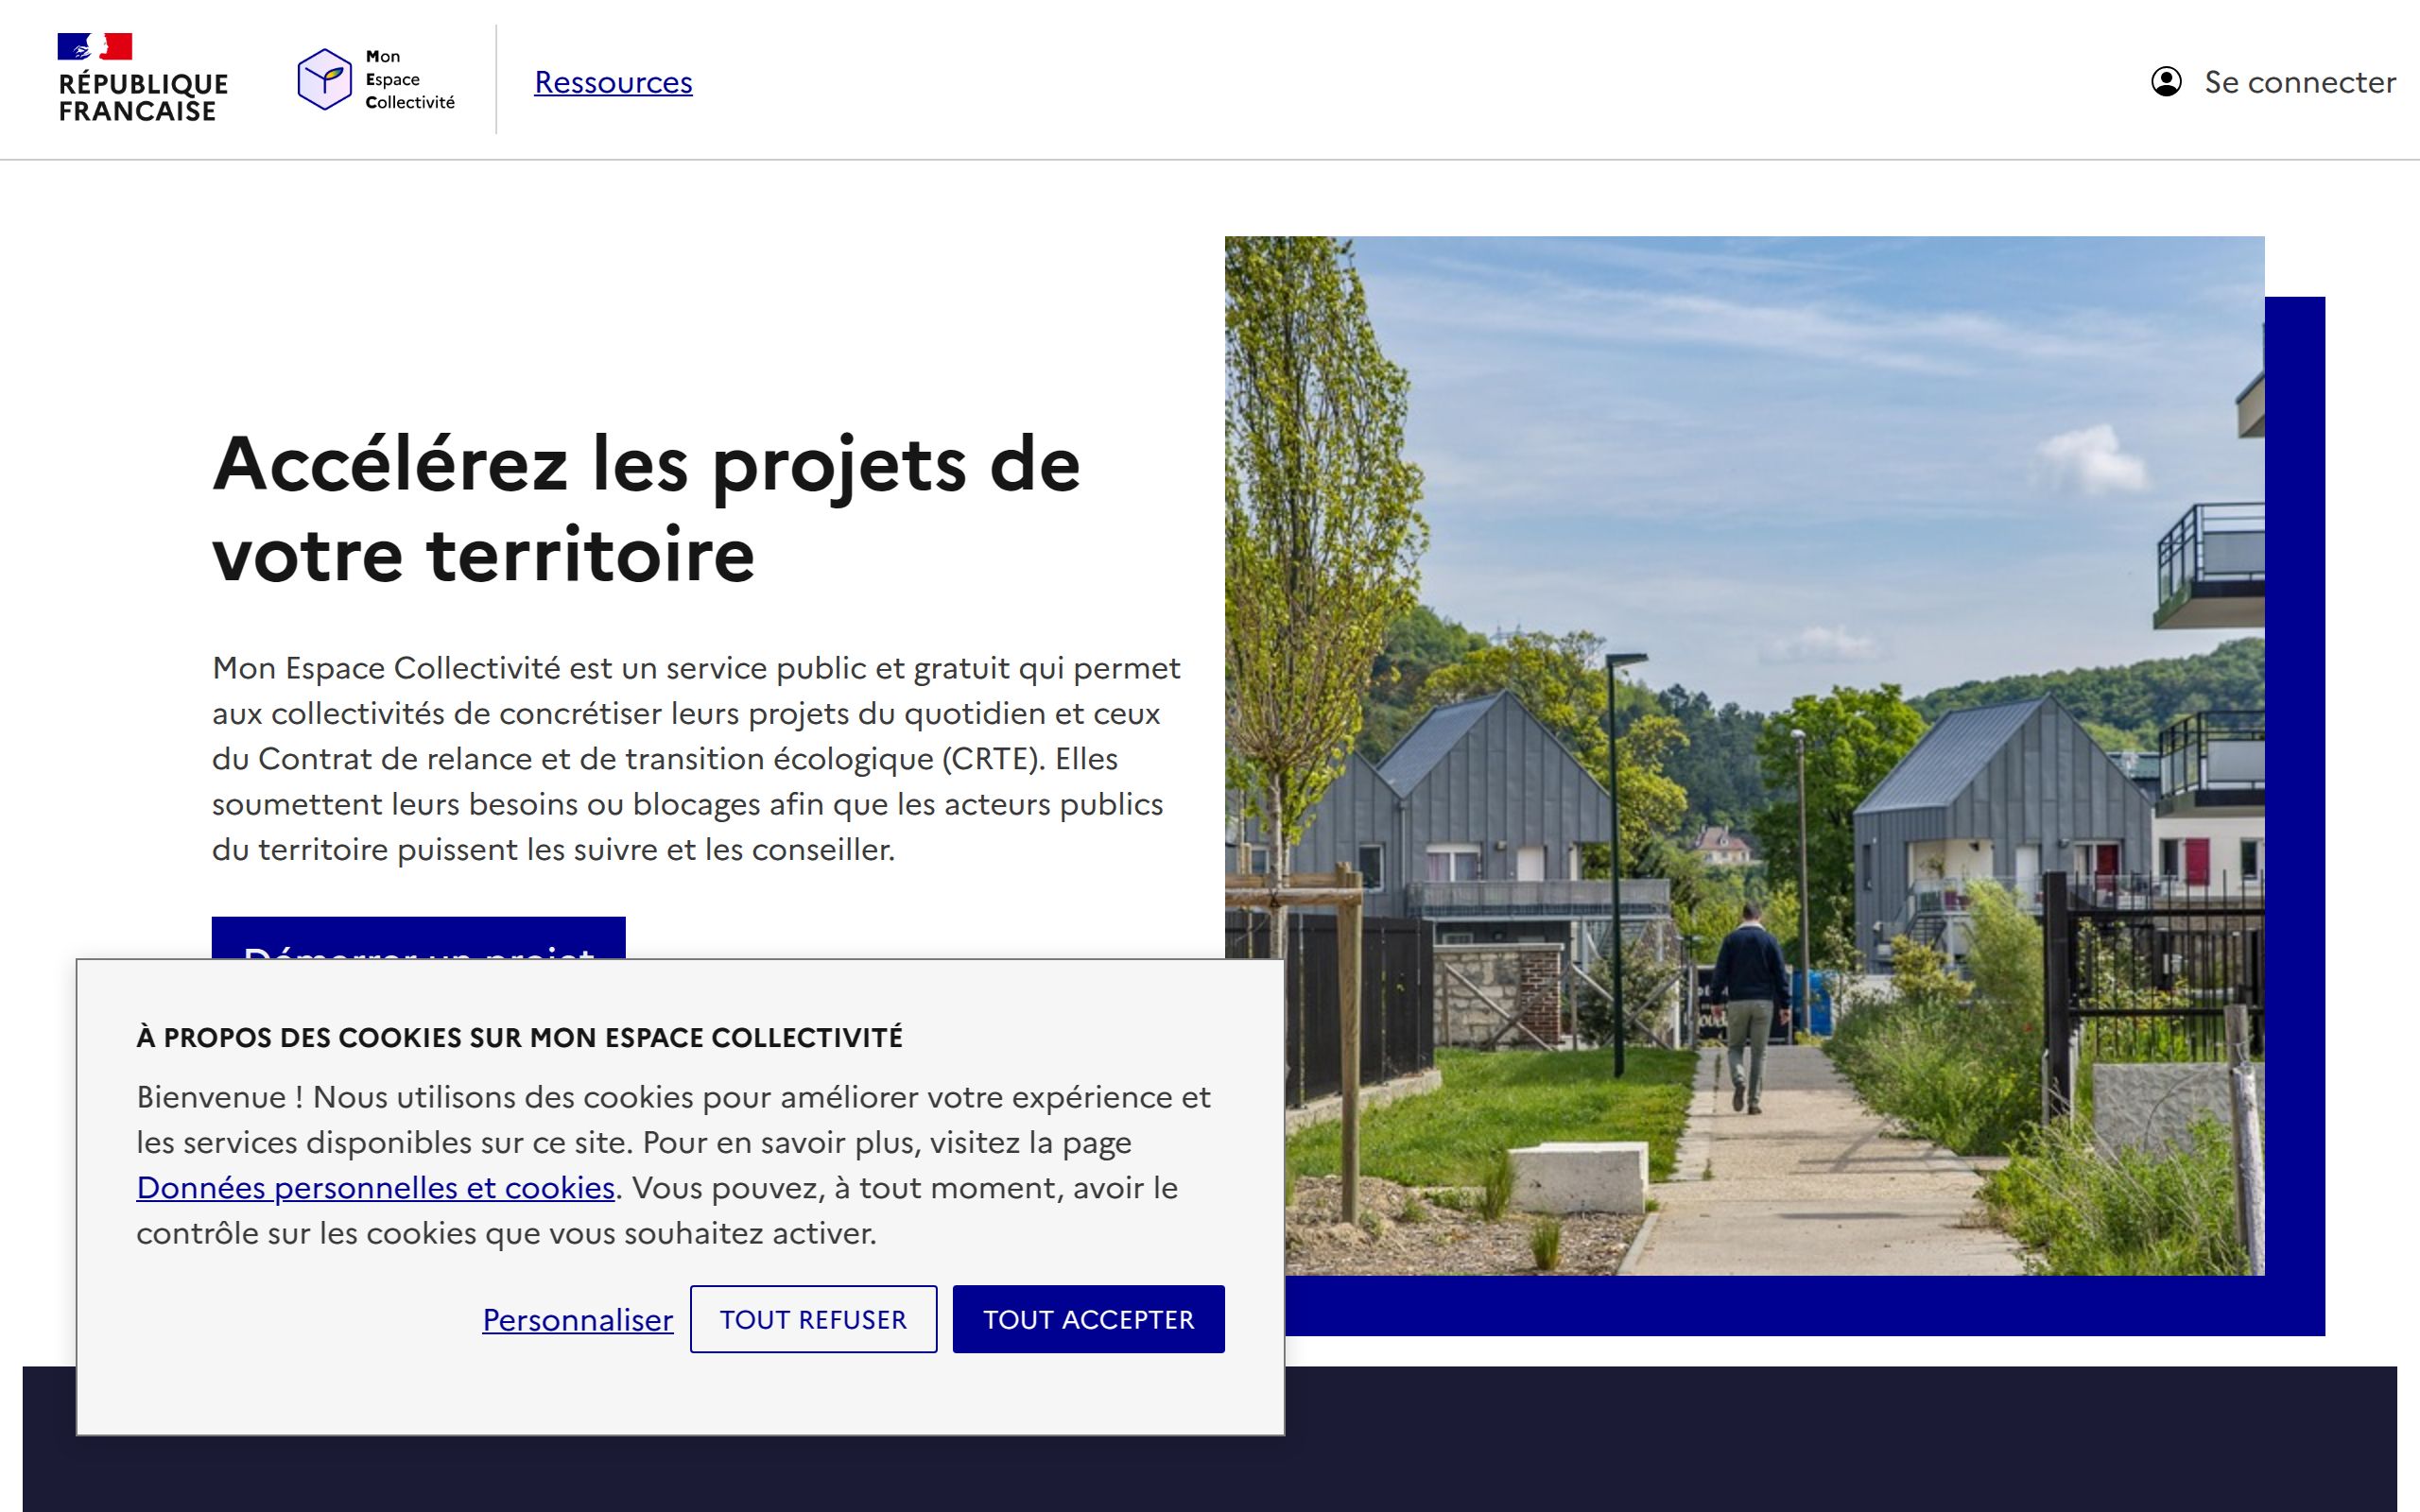 RÉPUBLIQUE
FRANCAISE
Mon
Espace
Collectivité
Ressources
Se connecter
Accélérez les projets de
votre territoire
Mon Espace Collectivité est un service public et gratuit qui permet
aux collectivités de concrétiser leurs projets du quotidien et ceux
du Contrat de relance et de transition écologique (CRTE). Elles
soumettent leurs besoins ou blocages afin que les acteurs publics
du territoire puissent les suivre et les conseiller.
Démarrer un projet
À PROPOS DES COOKIES SUR MON ESPACE COLLECTIVITÉ
Bienvenue ! Nous utilisons des cookies pour améliorer votre expérience et
les services disponibles sur ce site. Pour en savoir plus, visitez la page
Données personnelles et cookies. Vous pouvez, à tout moment, avoir le
contrôle sur les cookies que vous souhaitez activer.
Personnaliser
TOUT REFUSER
TOUT ACCEPTER